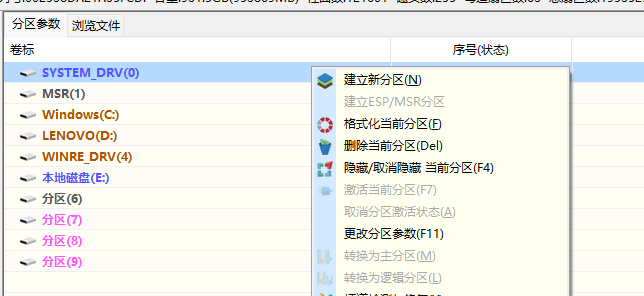 分区参数 浏览文件
卷标 序号(状态)
SYSTEM_DRV(0)
MSR(1)
Windows(C:)
LENOVO(D:)
WINRE_DRV(4)
本地磁盘(E:)
分区(6)
分区(7)
分区(8)
分区(9)
建立新分区(N)
建立ESP/MSR分区
格式化当前分区(F)
删除当前分区(Del)
隐藏/取消隐藏 当前分区(F4)
激活当前分区(F7)
取消分区激活状态(A)
更改分区参数(F11)
转换为主分区(M)
转换为逻辑分区(L)